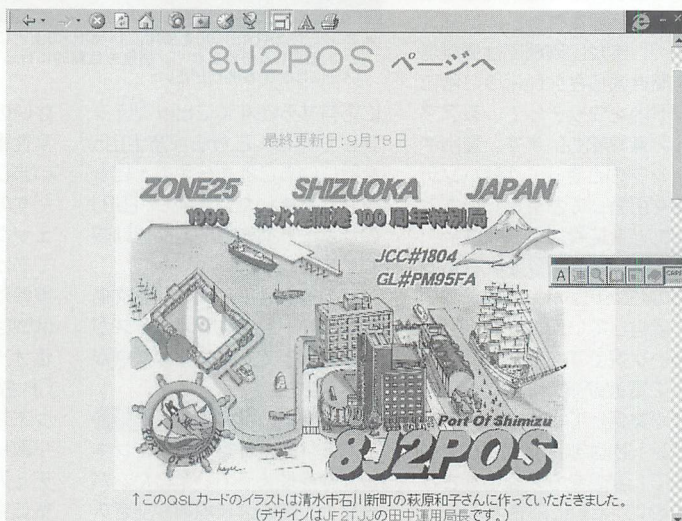 8J2POS ページへ
最終更新日:9月18日
ZONE25 SHIZUOKA JAPAN
1999 清水港開港100周年特別局
JCC#1804
GL#PM95FA
PORT OF SHIMIZU
Port Of Shimizu
8J2POS
↑このQSLカードのイラストは清水市石川新町の萩原和子さんに作っていただきました。
(デザインはJF2TJJの田中運用局長です。)
A
CAPS